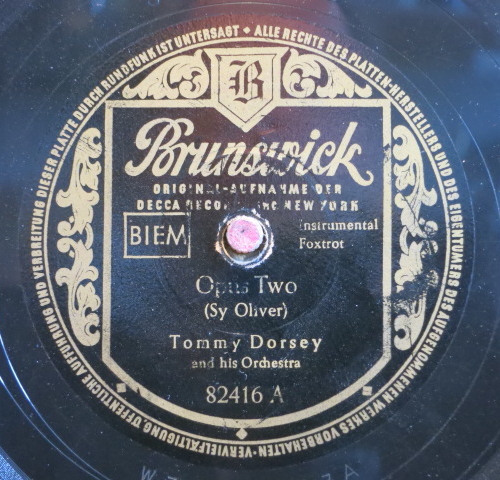 ALLE RECHTE DES PLATTEN-HERSTELLERS UND DES EIGENTÜMERS DES AUFGENOMMENEN WERKES VORBEHALTEN · VERVIELFÄLTIGUNG, ÖFFENTLICHE AUFFÜHRUNG UND VERBREITUNG DIESER PLATTE DURCH RUNDFUNK IST UNTERSAGT
B
Brunswick
ORIGINAL-AUFNAHME DER
DECCA RECORDS INC NEW YORK
BIEM
Instrumental
Foxtrot
Opus Two
(Sy Oliver)
Tommy Dorsey
and his Orchestra
82416 A